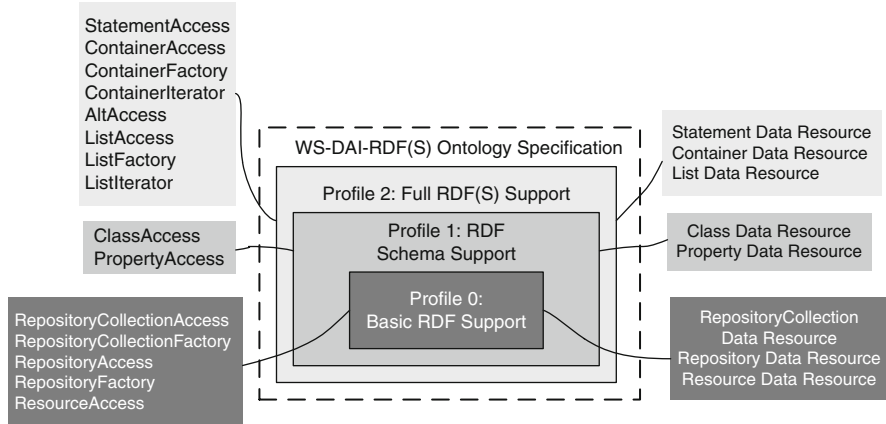 StatementAccess
ContainerAccess
ContainerFactory
ContainerIterator
AltAccess
ListAccess
ListFactory
ListIterator
ClassAccess
PropertyAccess
RepositoryCollectionAccess
RepositoryCollectionFactory
RepositoryAccess
RepositoryFactory
ResourceAccess
WS-DAI-RDF(S) Ontology Specification
Profile 2: Full RDF(S) Support
Profile 1: RDF
Schema Support
Profile 0:
Basic RDF Support
Statement Data Resource
Container Data Resource
List Data Resource
Class Data Resource
Property Data Resource
RepositoryCollection
Data Resource
Repository Data Resource
Resource Data Resource